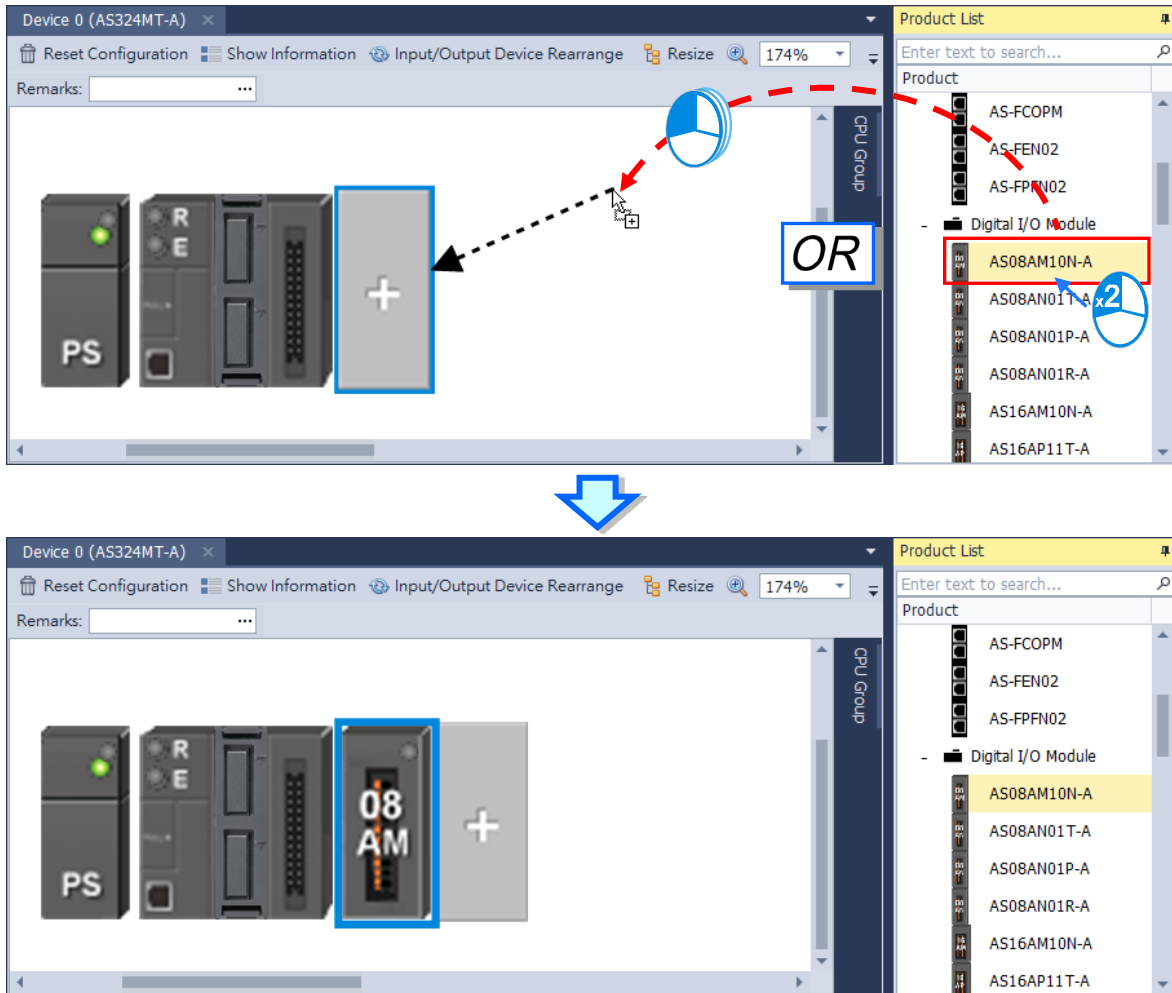 Device 0 (AS324MT-A)
Product List
Reset Configuration Show Information Input/Output Device Rearrange Resize 174%
Enter text to search...
Remarks: ...
Product
AS-FCOPM
AS-FEN02
AS-FPFN02
Digital I/O Module
AS08AM10N-A
AS08AN01T-A
AS08AN01P-A
AS08AN01R-A
AS16AM10N-A
AS16AP11T-A
CPU Group
R
E
PS
+
OR
x2
Device 0 (AS324MT-A)
Product List
Reset Configuration Show Information Input/Output Device Rearrange Resize 174%
Enter text to search...
Remarks: ...
Product
AS-FCOPM
AS-FEN02
AS-FPFN02
Digital I/O Module
AS08AM10N-A
AS08AN01T-A
AS08AN01P-A
AS08AN01R-A
AS16AM10N-A
AS16AP11T-A
CPU Group
R
E
PS
08
AM
+